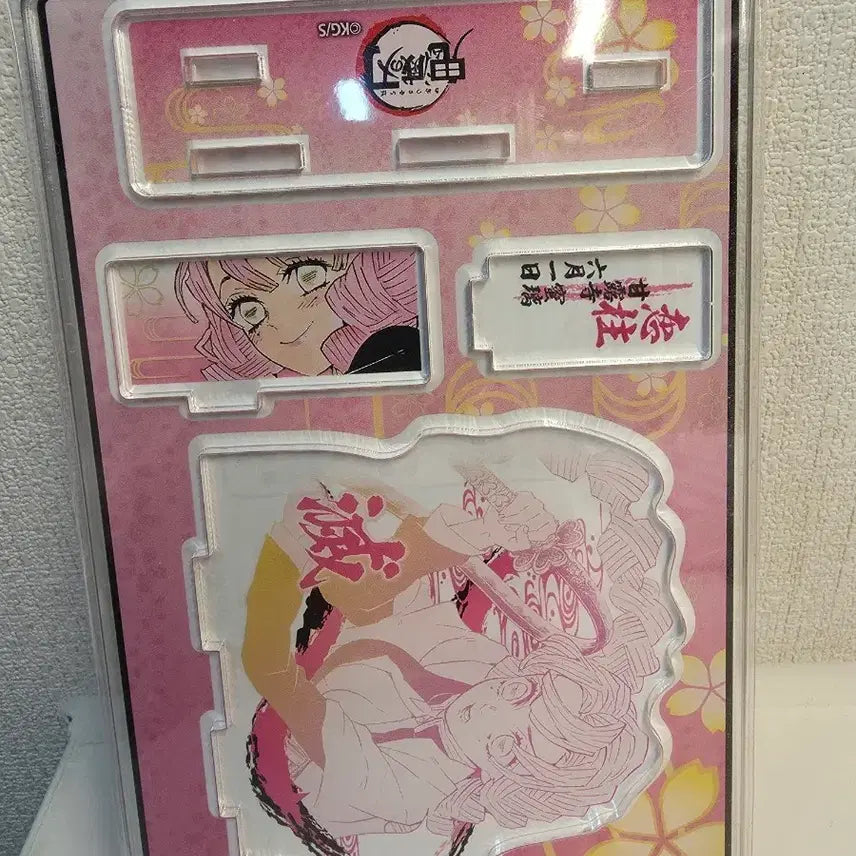 ©KG/S
鬼滅の刃
恋柱
甘露寺蜜璃
六月一日
滅